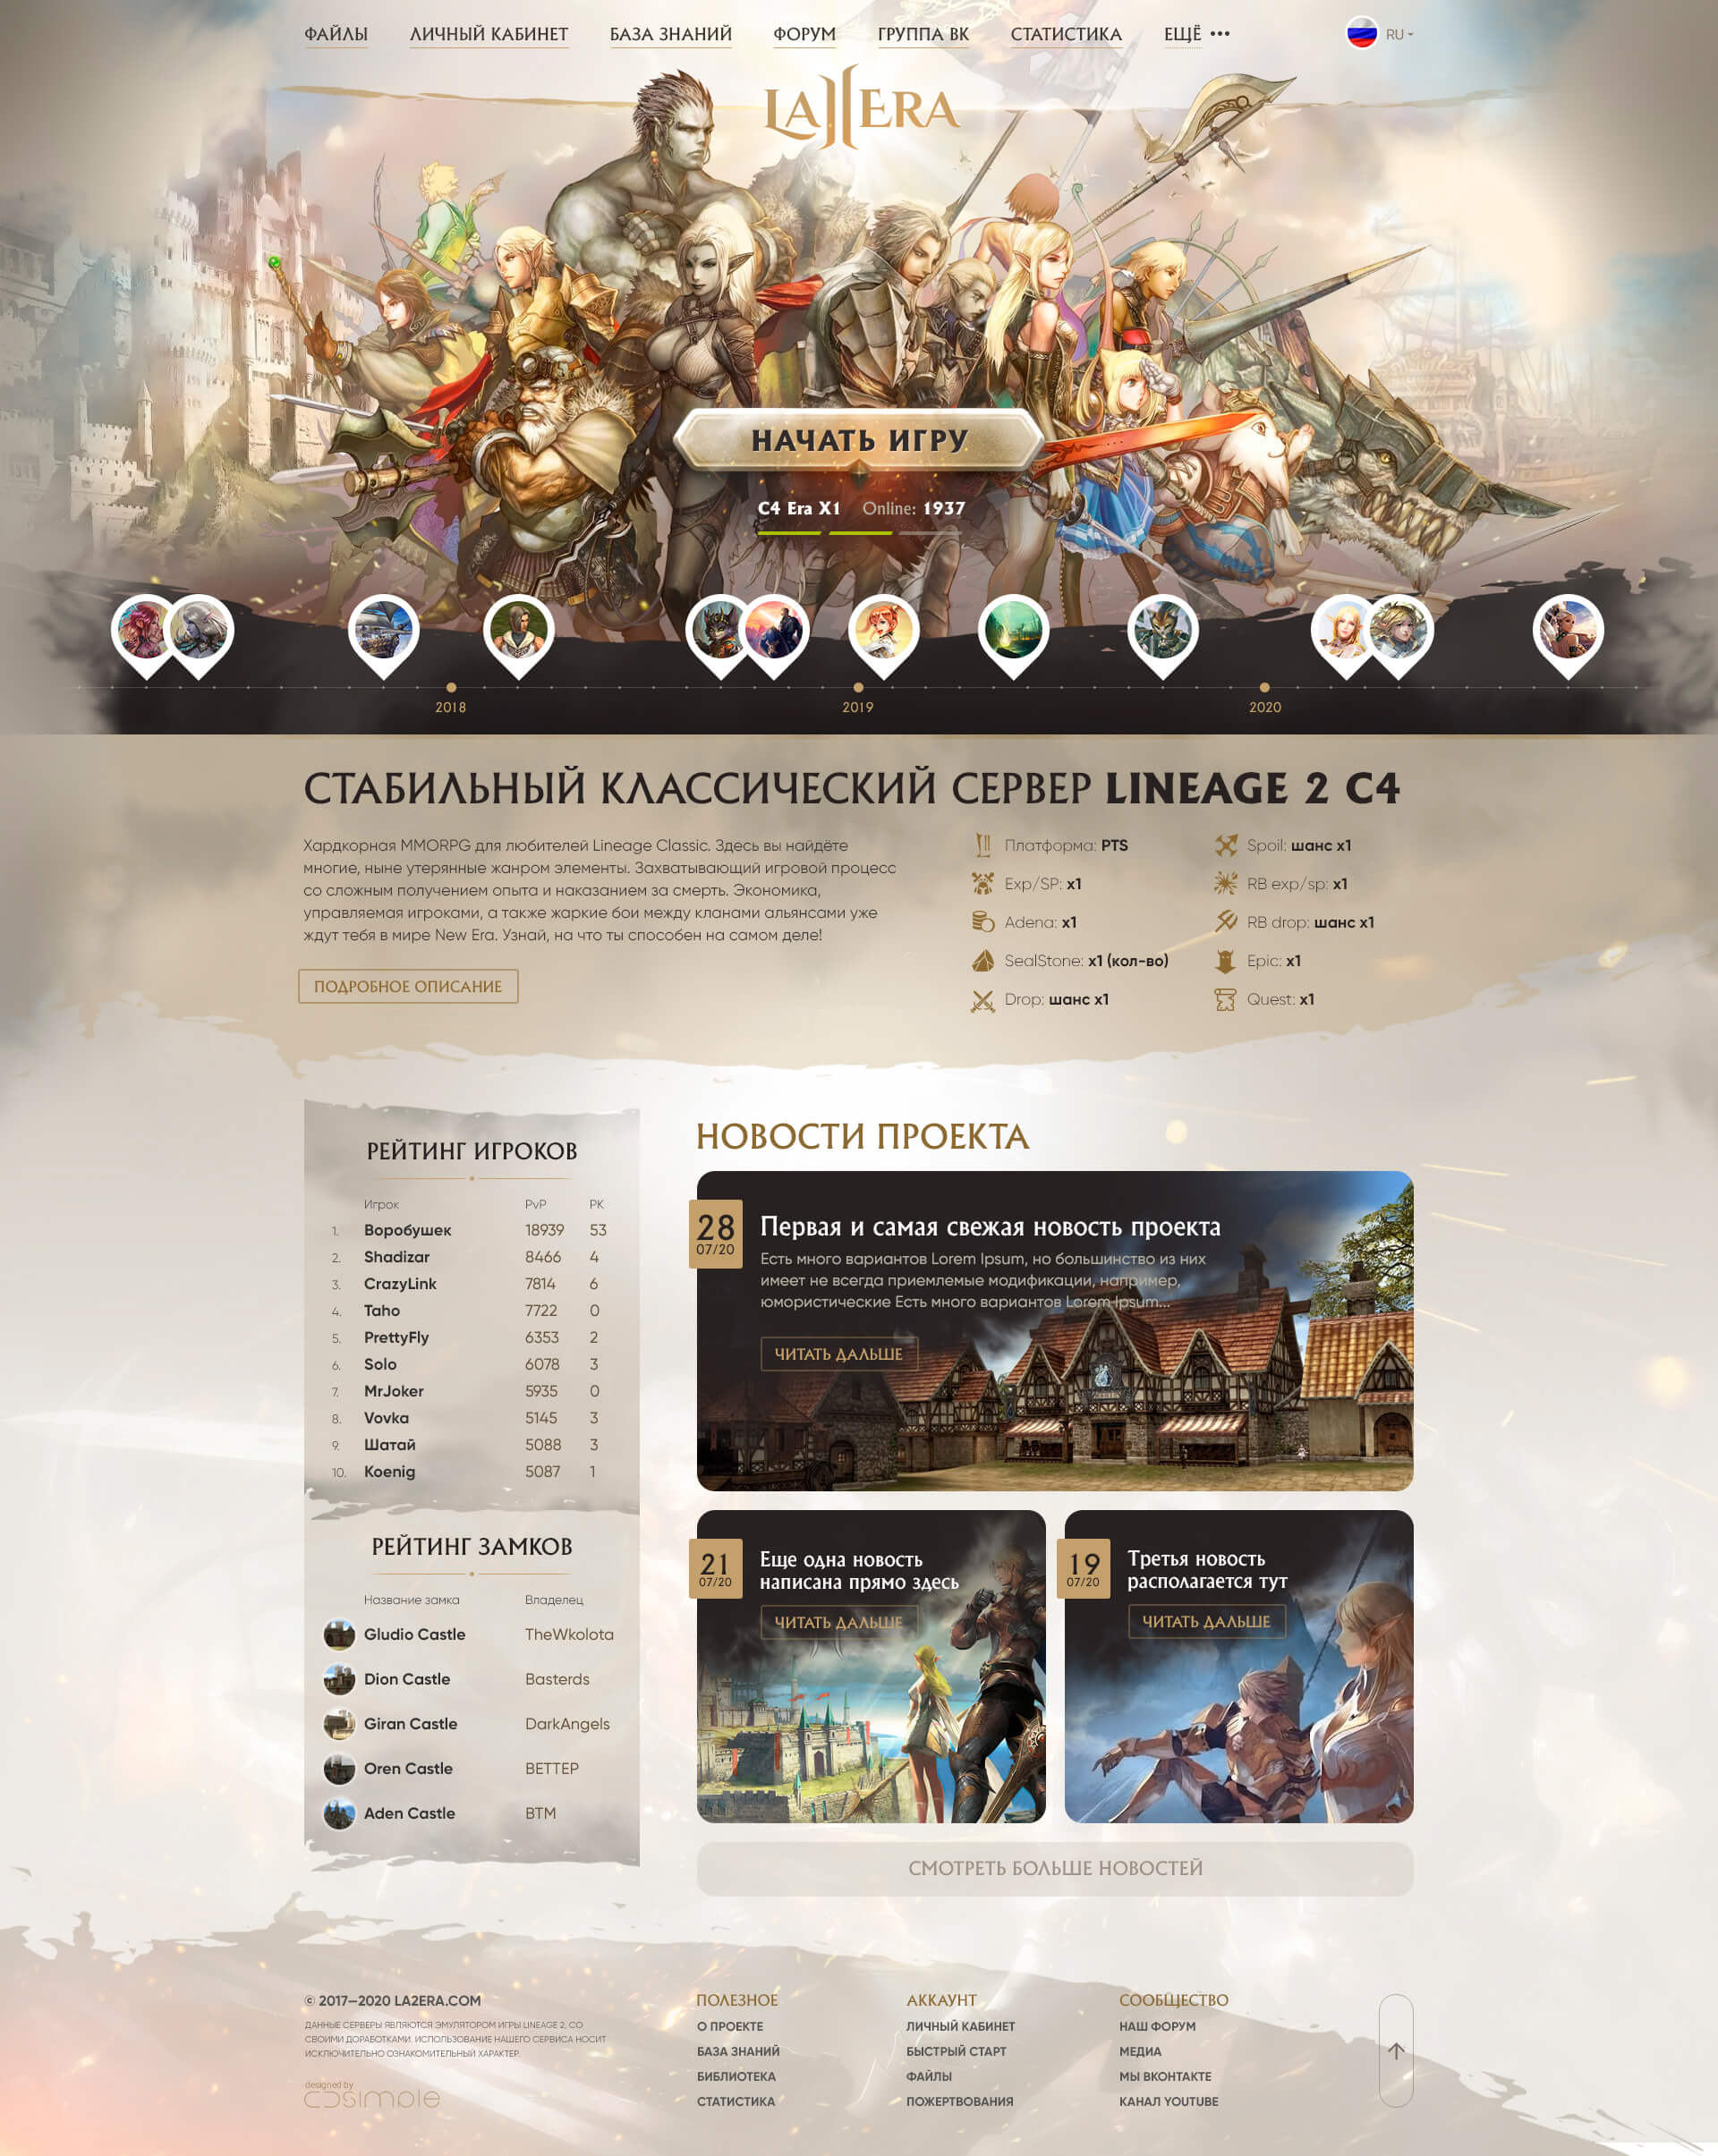 ФАЙЛЫ ЛИЧНЫЙ КАБИНЕТ БАЗА ЗНАНИЙ ФОРУМ ГРУППА ВК СТАТИСТИКА ЕЩЁ ••• RU
LA2ERA
НАЧАТЬ ИГРУ
C4 Era X1 Online: 1937
2018 2019 2020
СТАБИЛЬНЫЙ КЛАССИЧЕСКИЙ СЕРВЕР LINEAGE 2 C4
Хардкорная MMORPG для любителей Lineage Classic. Здесь вы найдёте
многие, ныне утерянные жанром элементы. Захватывающий игровой процесс
со сложным получением опыта и наказанием за смерть. Экономика,
управляемая игроками, а также жаркие бои между кланами альянсами уже
ждут тебя в мире New Era. Узнай, на что ты способен на самом деле!
ПОДРОБНОЕ ОПИСАНИЕ
Платформа: PTS
Exp/SP: x1
Adena: x1
SealStone: x1 (кол-во)
Drop: шанс x1
Spoil: шанс x1
RB exp/sp: x1
RB drop: шанс x1
Epic: x1
Quest: x1
РЕЙТИНГ ИГРОКОВ
Игрок PvP PK
1. Воробушек 18939 53
2. Shadizar 8466 4
3. CrazyLink 7814 6
4. Taho 7722 0
5. PrettyFly 6353 2
6. Solo 6078 3
7. MrJoker 5935 0
8. Vovka 5145 3
9. Шатай 5088 3
10. Koenig 5087 1
РЕЙТИНГ ЗАМКОВ
Название замка Владелец
Gludio Castle TheWkolota
Dion Castle Basterds
Giran Castle DarkAngels
Oren Castle BETTEP
Aden Castle BTM
НОВОСТИ ПРОЕКТА
28
07/20
Первая и самая свежая новость проекта
Есть много вариантов Lorem Ipsum, но большинство из них
имеет не всегда приемлемые модификации, например,
юмористические Есть много вариантов Lorem Ipsum...
ЧИТАТЬ ДАЛЬШЕ
21
07/20
Еще одна новость
написана прямо здесь
ЧИТАТЬ ДАЛЬШЕ
19
07/20
Третья новость
располагается тут
ЧИТАТЬ ДАЛЬШЕ
СМОТРЕТЬ БОЛЬШЕ НОВОСТЕЙ
© 2017—2020 LA2ERA.COM
ДАННЫЕ СЕРВЕРЫ ЯВЛЯЮТСЯ ЭМУЛЯТОРОМ ИГРЫ LINEAGE 2, СО
СВОИМИ ДОРАБОТКАМИ. ИСПОЛЬЗОВАНИЕ НАШЕГО СЕРВИСА НОСИТ
ИСКЛЮЧИТЕЛЬНО ОЗНАКОМИТЕЛЬНЫЙ ХАРАКТЕР.
designed by
ПОЛЕЗНОЕ
О ПРОЕКТЕ
БАЗА ЗНАНИЙ
БИБЛИОТЕКА
СТАТИСТИКА
АККАУНТ
ЛИЧНЫЙ КАБИНЕТ
БЫСТРЫЙ СТАРТ
ФАЙЛЫ
ПОЖЕРТВОВАНИЯ
СООБЩЕСТВО
НАШ ФОРУМ
МЕДИА
МЫ ВКОНТАКТЕ
КАНАЛ YOUTUBE